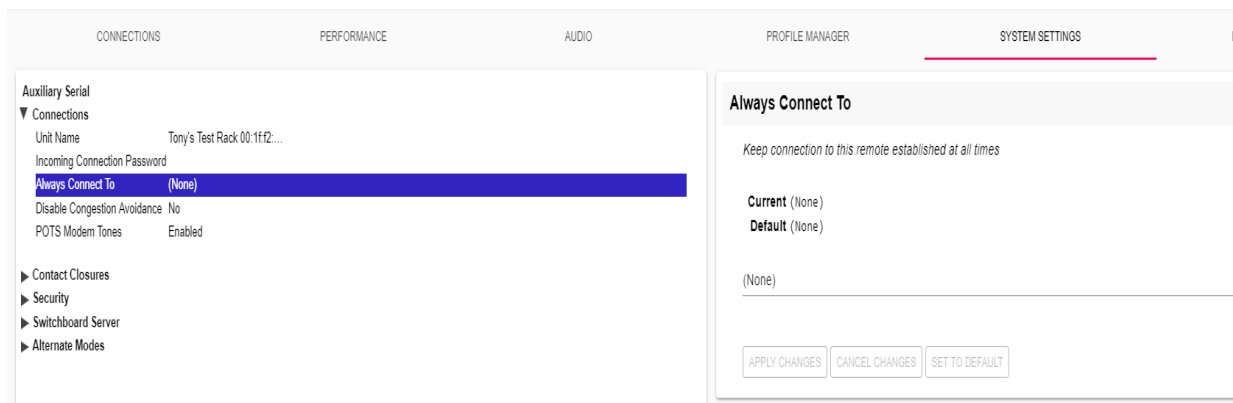 CONNECTIONS PERFORMANCE AUDIO PROFILE MANAGER SYSTEM SETTINGS
Auxiliary Serial
▼ Connections
Unit Name Tony's Test Rack 00:1f:f2:...
Incoming Connection Password
Always Connect To (None)
Disable Congestion Avoidance No
POTS Modem Tones Enabled
▶ Contact Closures
▶ Security
▶ Switchboard Server
▶ Alternate Modes
Always Connect To
Keep connection to this remote established at all times
Current (None)
Default (None)
(None)
APPLY CHANGES CANCEL CHANGES SET TO DEFAULT